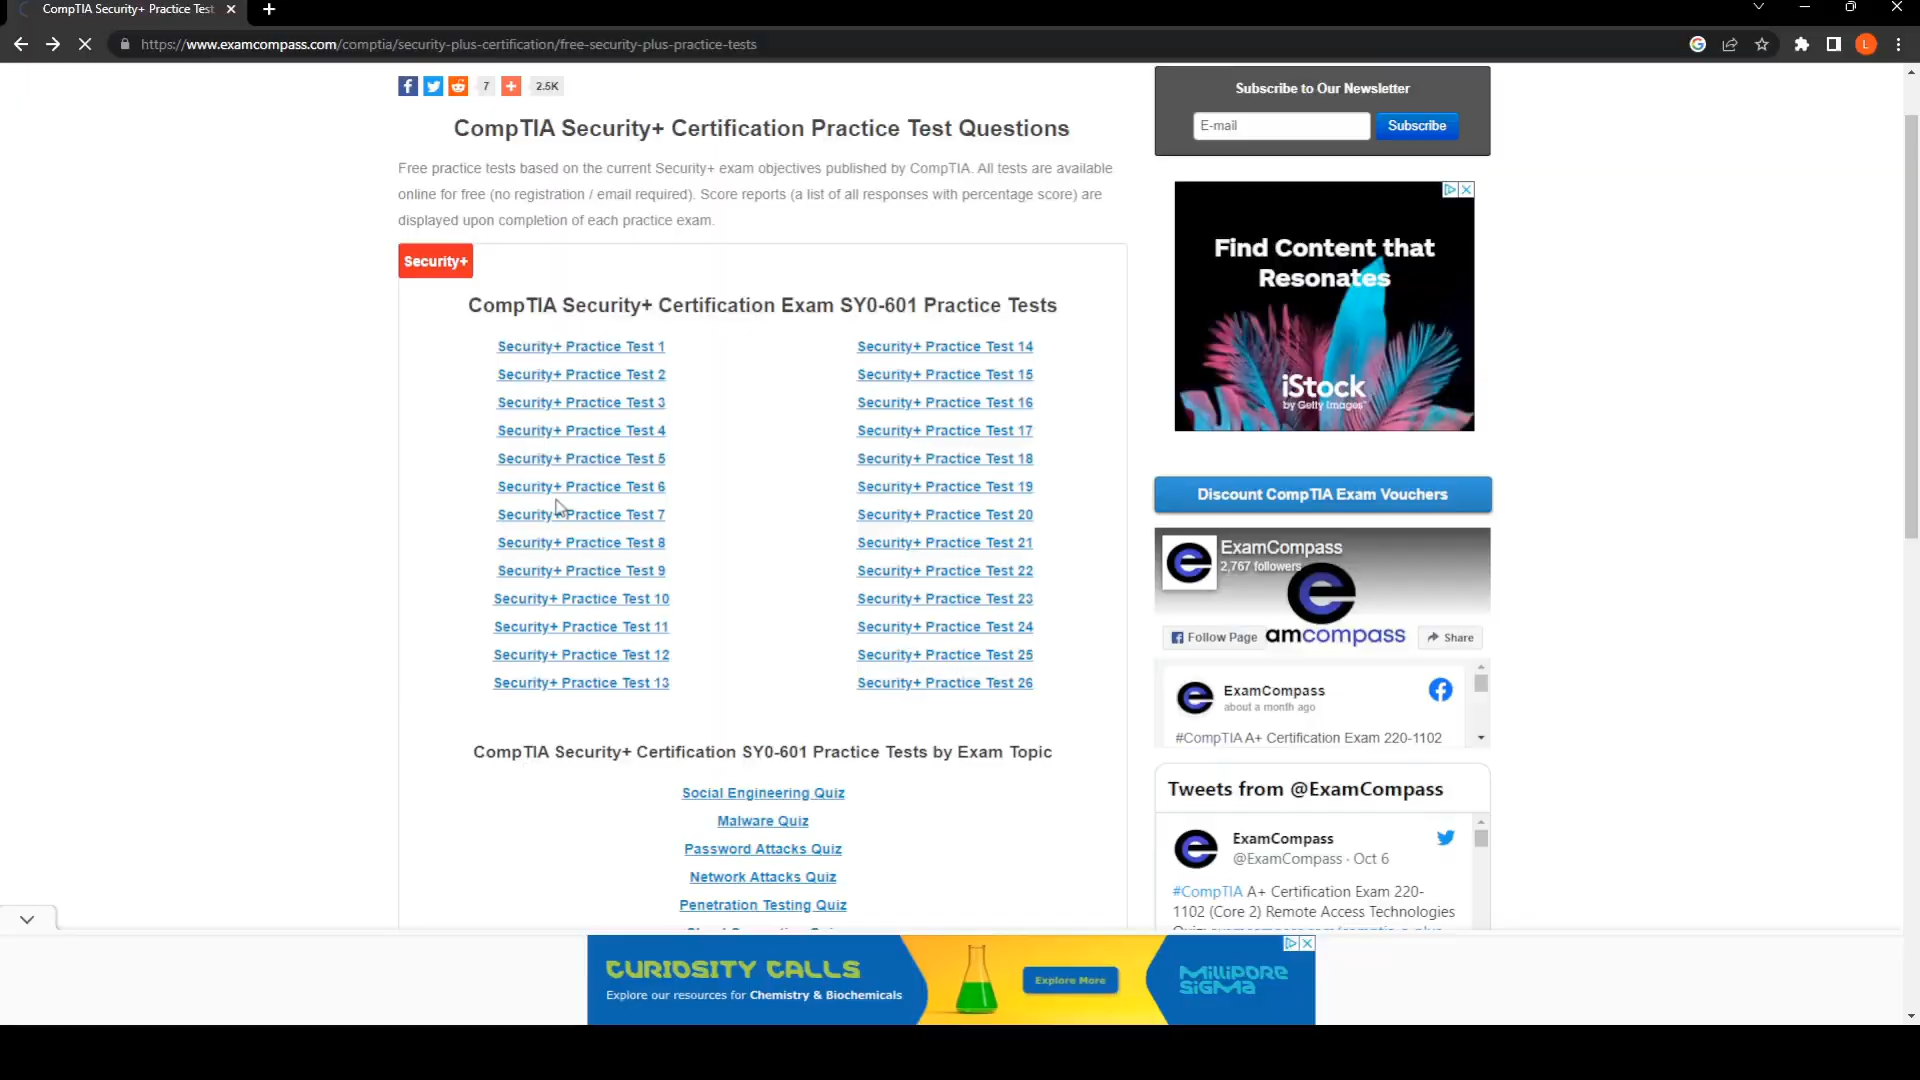 CompTIA Security+ Practice Test
https://www.examcompass.com/comptia/security-plus-certification/free-security-plus-practice-tests
L
7
2.5K
CompTIA Security+ Certification Practice Test Questions
Free practice tests based on the current Security+ exam objectives published by CompTIA. All tests are available
online for free (no registration / email required). Score reports (a list of all responses with percentage score) are
displayed upon completion of each practice exam.
Security+
CompTIA Security+ Certification Exam SY0-601 Practice Tests
Security+ Practice Test 1
Security+ Practice Test 2
Security+ Practice Test 3
Security+ Practice Test 4
Security+ Practice Test 5
Security+ Practice Test 6
Security+ Practice Test 7
Security+ Practice Test 8
Security+ Practice Test 9
Security+ Practice Test 10
Security+ Practice Test 11
Security+ Practice Test 12
Security+ Practice Test 13
Security+ Practice Test 14
Security+ Practice Test 15
Security+ Practice Test 16
Security+ Practice Test 17
Security+ Practice Test 18
Security+ Practice Test 19
Security+ Practice Test 20
Security+ Practice Test 21
Security+ Practice Test 22
Security+ Practice Test 23
Security+ Practice Test 24
Security+ Practice Test 25
Security+ Practice Test 26
CompTIA Security+ Certification SY0-601 Practice Tests by Exam Topic
Social Engineering Quiz
Malware Quiz
Password Attacks Quiz
Network Attacks Quiz
Penetration Testing Quiz
Subscribe to Our Newsletter
E-mail
Subscribe
Find Content that
Resonates
iStock
by Getty Images™
Discount CompTIA Exam Vouchers
ExamCompass
2,767 followers
Follow Page
amcompass
Share
ExamCompass
about a month ago
#CompTIA A+ Certification Exam 220-1102
Tweets from @ExamCompass
ExamCompass
@ExamCompass · Oct 6
#CompTIA A+ Certification Exam 220-
1102 (Core 2) Remote Access Technologies
CURIOSITY CALLS
Explore our resources for Chemistry & Biochemicals
Explore More
MilliporE
SigMa